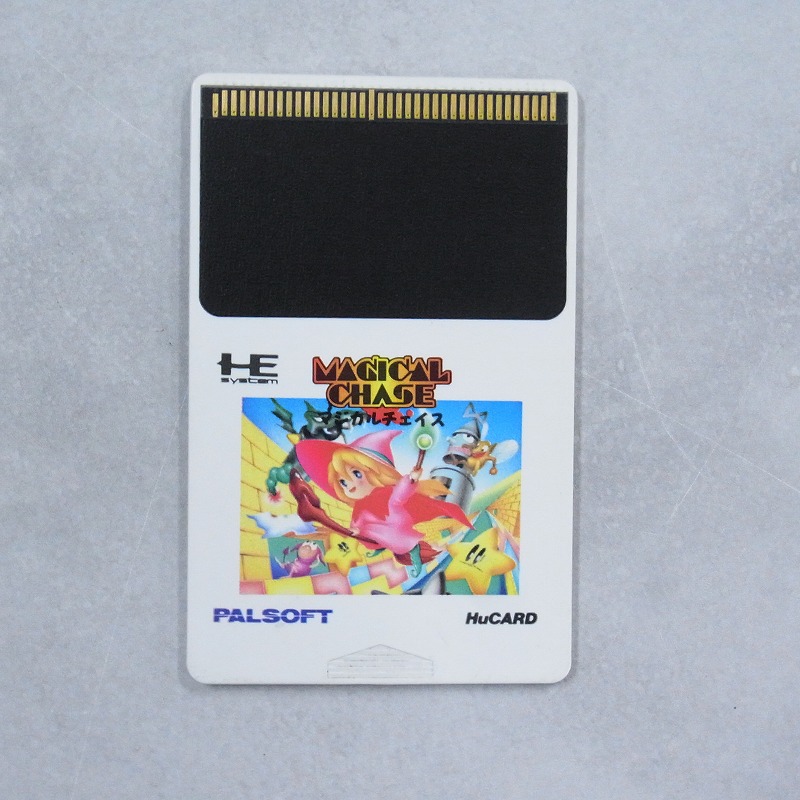 HE
system
MAGICAL
CHASE
マジカルチェイス
PALSOFT
HuCARD